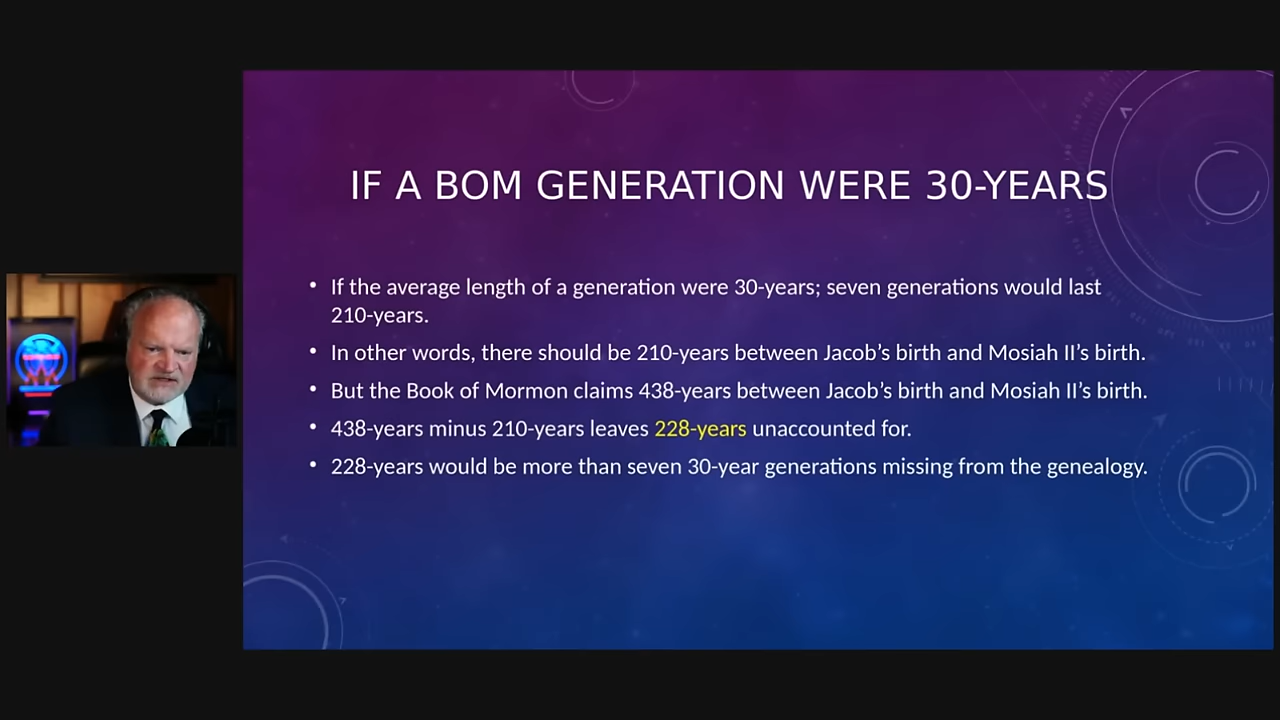 IF A BOM GENERATION WERE 30-YEARS
• If the average length of a generation were 30-years; seven generations would last
210-years.
• In other words, there should be 210-years between Jacob’s birth and Mosiah II’s birth.
• But the Book of Mormon claims 438-years between Jacob’s birth and Mosiah II’s birth.
• 438-years minus 210-years leaves 228-years unaccounted for.
• 228-years would be more than seven 30-year generations missing from the genealogy.